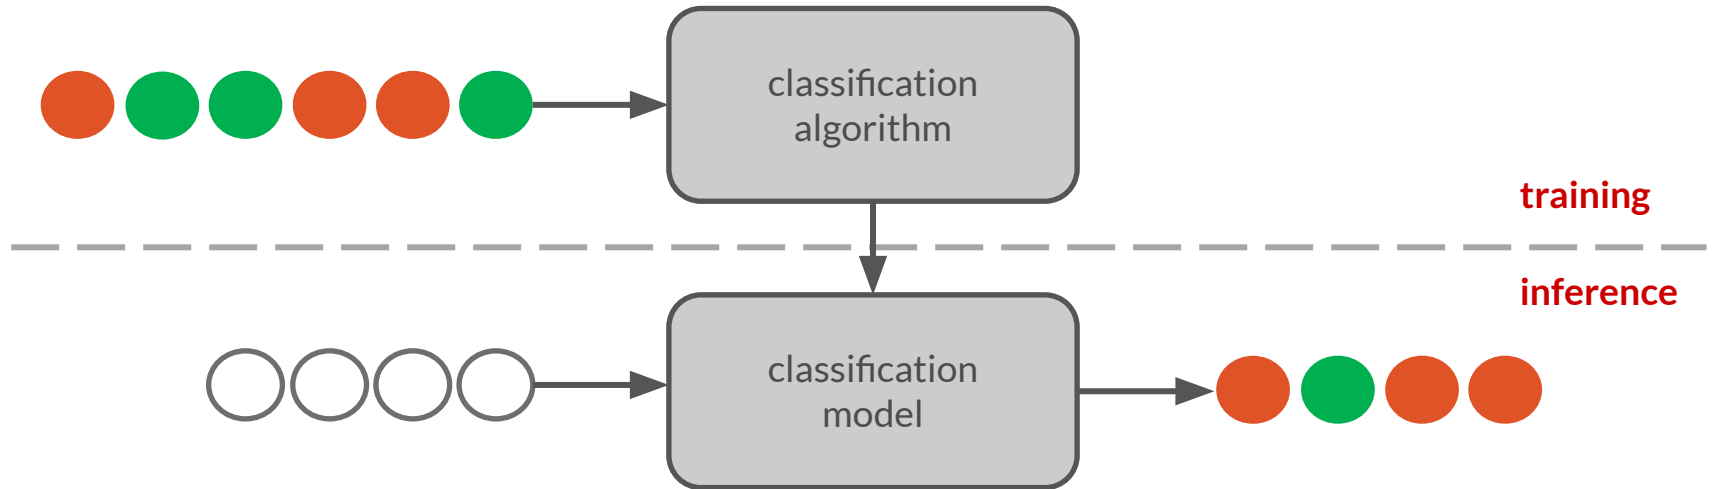 classification
algorithm
training
inference
classification
model